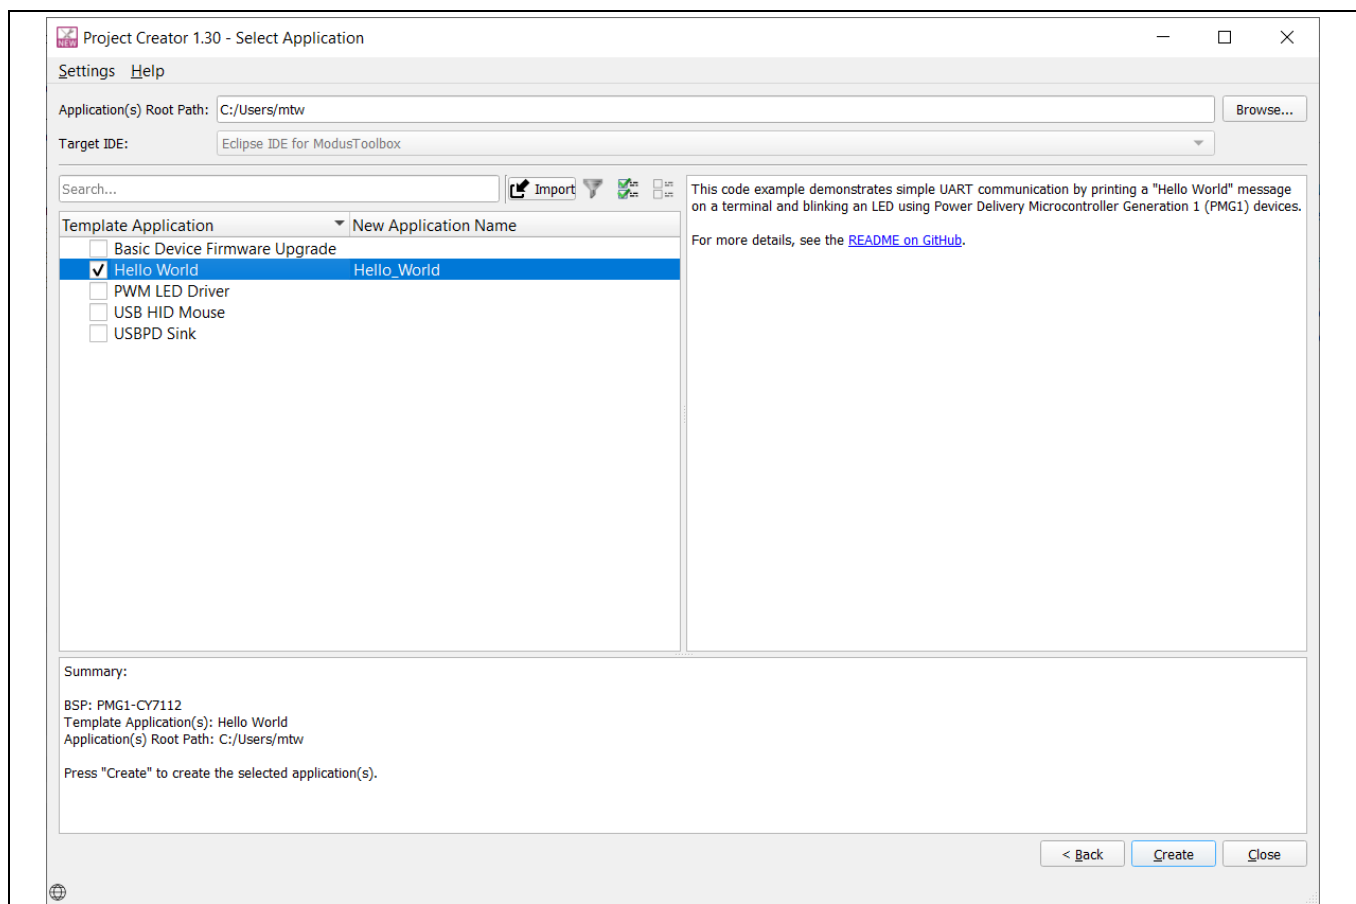 NEW
Project Creator 1.30 - Select Application
Settings Help
Application(s) Root Path: C:/Users/mtw Browse...
Target IDE: Eclipse IDE for ModusToolbox
Search... Import
Template Application New Application Name
Basic Device Firmware Upgrade
Hello World Hello_World
PWM LED Driver
USB HID Mouse
USBPD Sink
This code example demonstrates simple UART communication by printing a "Hello World" message
on a terminal and blinking an LED using Power Delivery Microcontroller Generation 1 (PMG1) devices.
For more details, see the README on GitHub.
Summary:
BSP: PMG1-CY7112
Template Application(s): Hello World
Application(s) Root Path: C:/Users/mtw
Press "Create" to create the selected application(s).
< Back Create Close